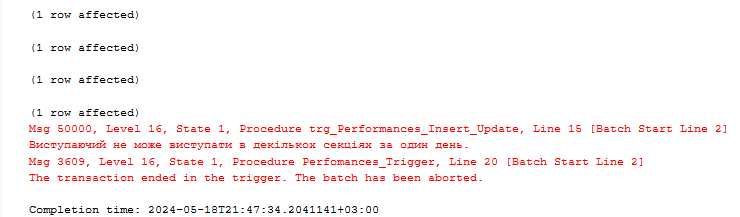 (1 row affected)
(1 row affected)
(1 row affected)
(1 row affected)
Msg 50000, Level 16, State 1, Procedure trg_Performances_Insert_Update, Line 15 [Batch Start Line 2]
Виступаючий не може виступати в декількох секціях за один день.
Msg 3609, Level 16, State 1, Procedure Perfomances_Trigger, Line 20 [Batch Start Line 2]
The transaction ended in the trigger. The batch has been aborted.
Completion time: 2024-05-18T21:47:34.2041141+03:00